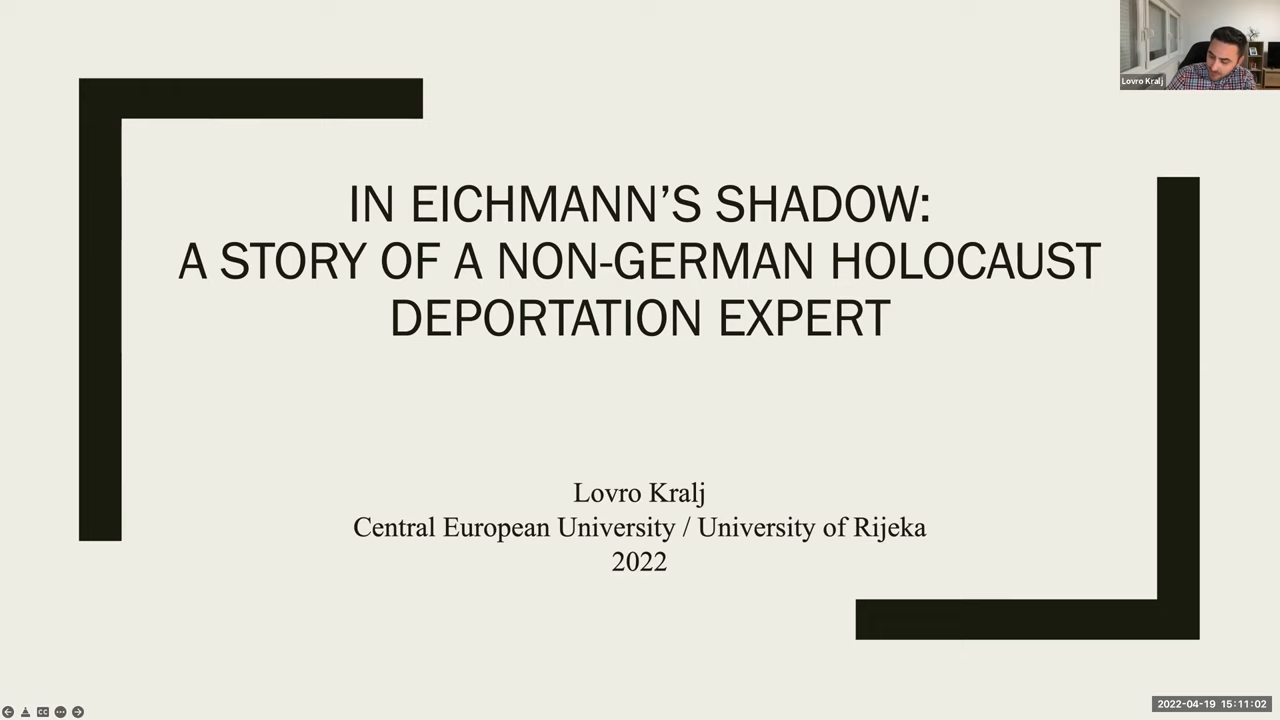 Lovro Kralj
IN EICHMANN’S SHADOW:
A STORY OF A NON-GERMAN HOLOCAUST
DEPORTATION EXPERT
Lovro Kralj
Central European University / University of Rijeka
2022
CC
2022-04-19 15:11:02